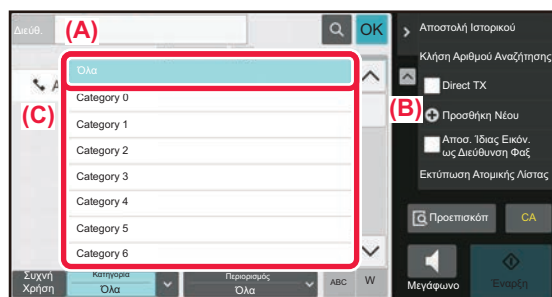 Διεύθ.
(A)
OK
Όλα
(C)
Category 0
Category 1
Category 2
Category 3
Category 4
Category 5
Category 6
Συχνή
Χρήση
Κατηγορία
Όλα
Περιορισμός
Όλα
ABC
W
Αποστολή Ιστορικού
Κλήση Αριθμού Αναζήτησης
Direct TX
(B)
Προσθήκη Νέου
Αποσ. Ίδιας Εικόν.
ως Διεύθυνση Φαξ
Εκτύπωση Ατομικής Λίστας
Προεπισκόπ
CA
Μεγάφωνο
Έναρξη